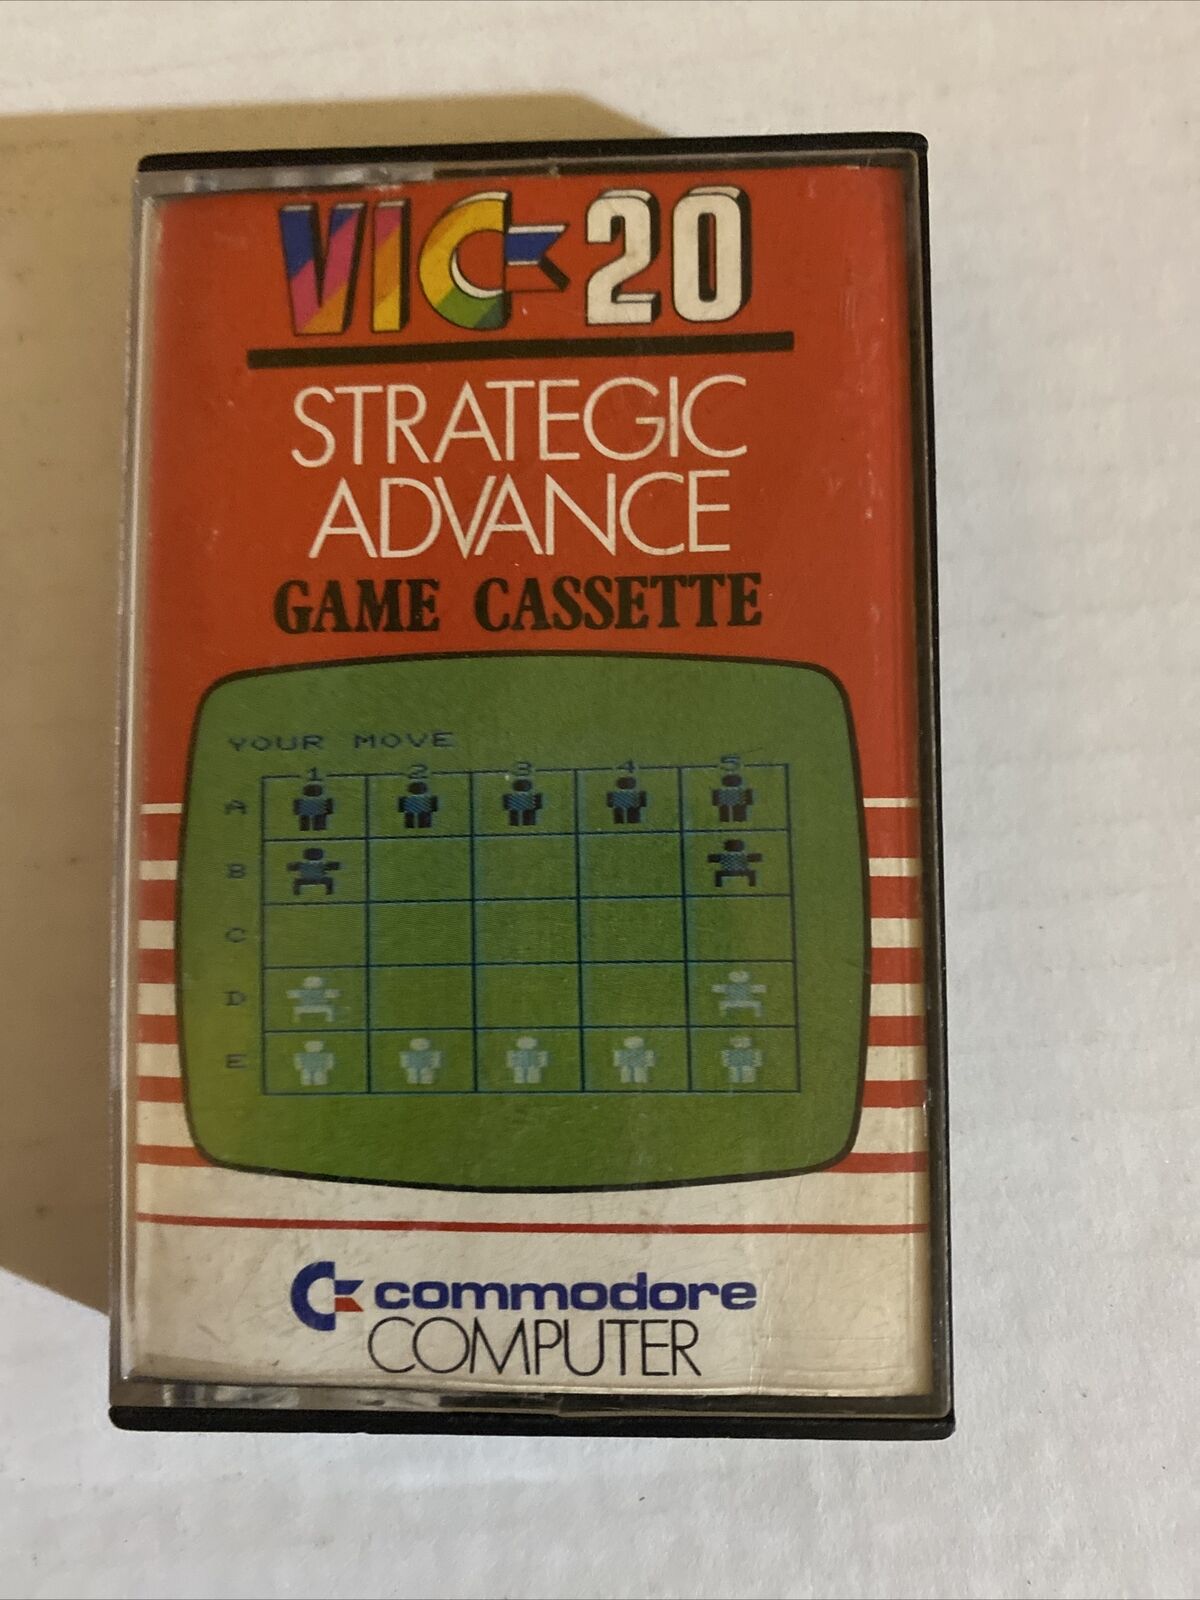 VIC-20
STRATEGIC
ADVANCE
GAME CASSETTE
YOUR MOVE
1 2 3 4 5
A
B
C
D
E
commodore
COMPUTER